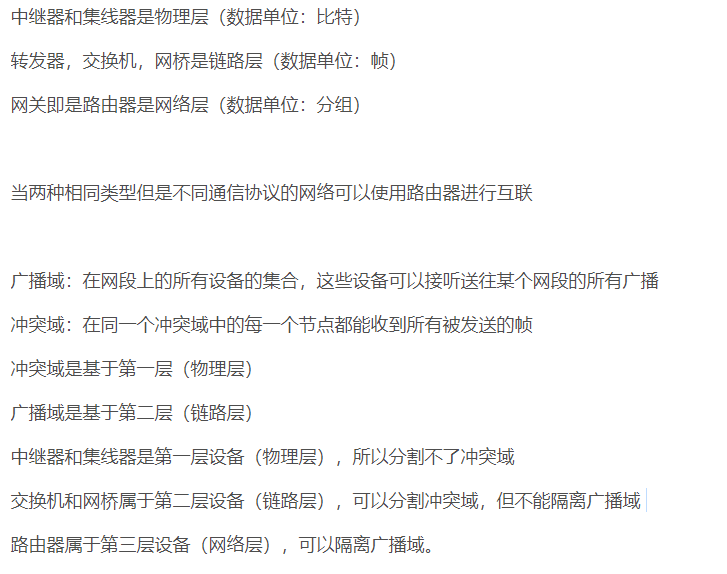 中继器和集线器是物理层（数据单位：比特）
转发器，交换机，网桥是链路层（数据单位：帧）
网关即是路由器是网络层（数据单位：分组）
当两种相同类型但是不同通信协议的网络可以使用路由器进行互联
广播域：在网段上的所有设备的集合，这些设备可以接听送往某个网段的所有广播
冲突域：在同一个冲突域中的每一个节点都能收到所有被发送的帧
冲突域是基于第一层（物理层）
广播域是基于第二层（链路层）
中继器和集线器是第一层设备（物理层），所以分割不了冲突域
交换机和网桥属于第二层设备（链路层），可以分割冲突域，但不能隔离广播域
路由器属于第三层设备（网络层），可以隔离广播域。